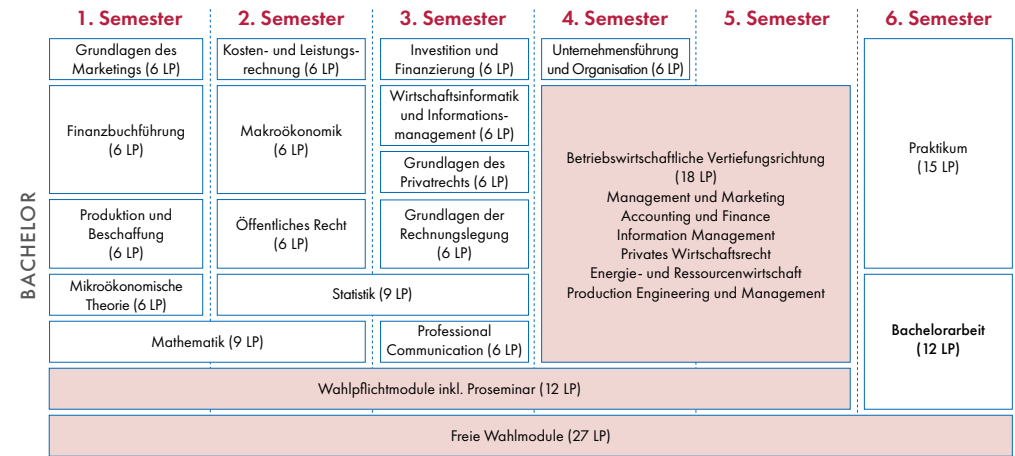 1. Semester
2. Semester
3. Semester
4. Semester
5. Semester
6. Semester
BACHELOR
Grundlagen des
Marketings (6 LP)
Finanzbuchführung
(6 LP)
Produktion und
Beschaffung
(6 LP)
Mikroökonomische
Theorie (6 LP)
Kosten- und Leistungs-
rechnung (6 LP)
Makroökonomik
(6 LP)
Öffentliches Recht
(6 LP)
Investition und
Finanzierung (6 LP)
Wirtschaftsinformatik
und Informations-
management (6 LP)
Grundlagen des
Privatrechts (6 LP)
Grundlagen der
Rechnungslegung
(6 LP)
Statistik (9 LP)
Mathematik (9 LP)
Professional
Communication (6 LP)
Unternehmensführung
und Organisation (6 LP)
Betriebswirtschaftliche Vertiefungsrichtung
(18 LP)
Management und Marketing
Accounting und Finance
Information Management
Privates Wirtschaftsrecht
Energie- und Ressourcenwirtschaft
Production Engineering und Management
Praktikum
(15 LP)
Bachelorarbeit
(12 LP)
Wahlpflichtmodule inkl. Proseminar (12 LP)
Freie Wahlmodule (27 LP)